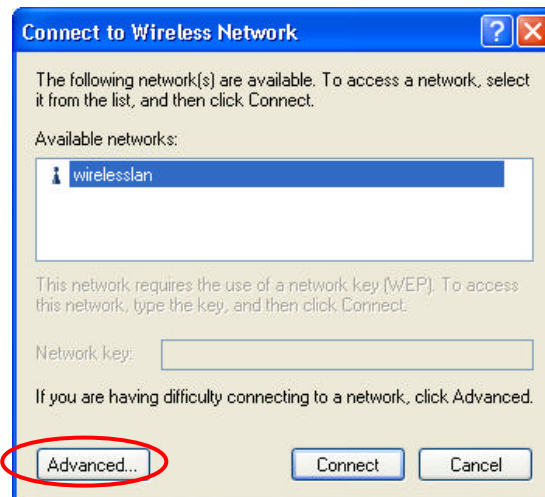 Connect to Wireless Network
The following network(s) are available. To access a network, select
it from the list, and then click Connect.
Available networks:
wirelesslan
This network requires the use of a network key (WEP). To access
this network, type the key, and then click Connect.
Network key:
If you are having difficulty connecting to a network, click Advanced.
Advanced...
Connect
Cancel